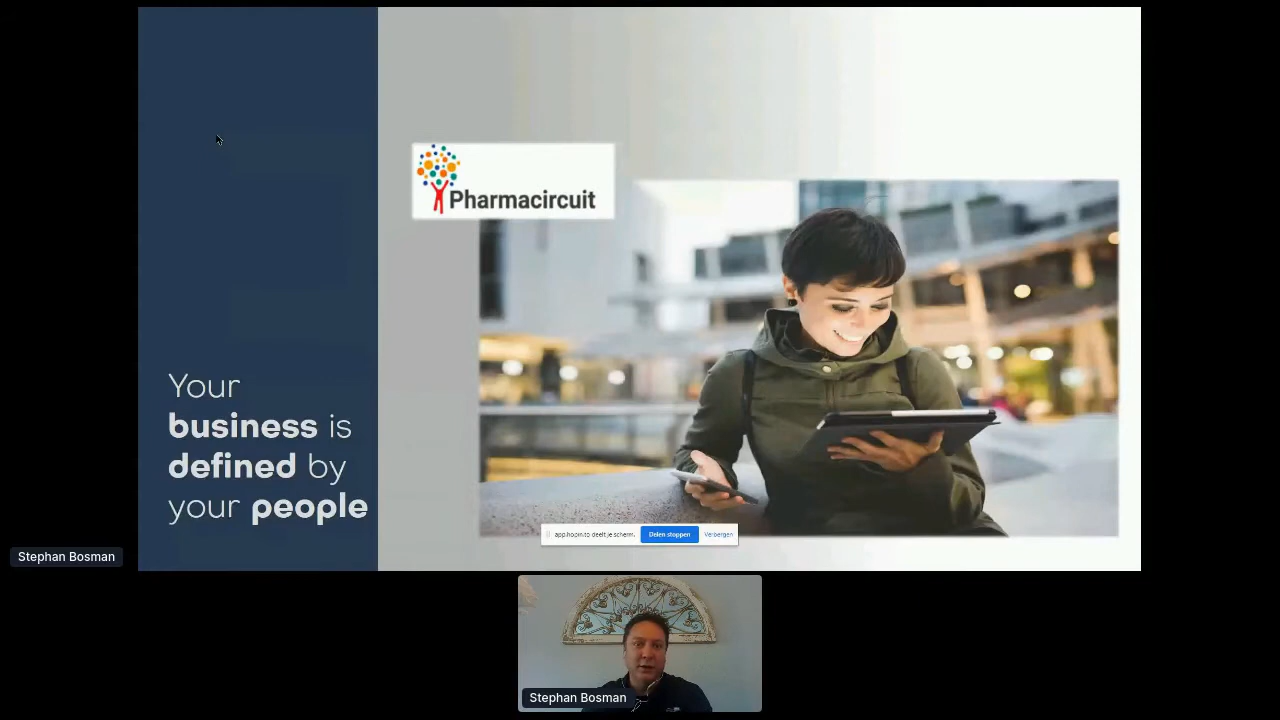 Pharmacircuit
Your
business is
defined by
your people
app.hopin.to deelt je scherm.
Delen stoppen
Verbergen
Stephan Bosman
Stephan Bosman